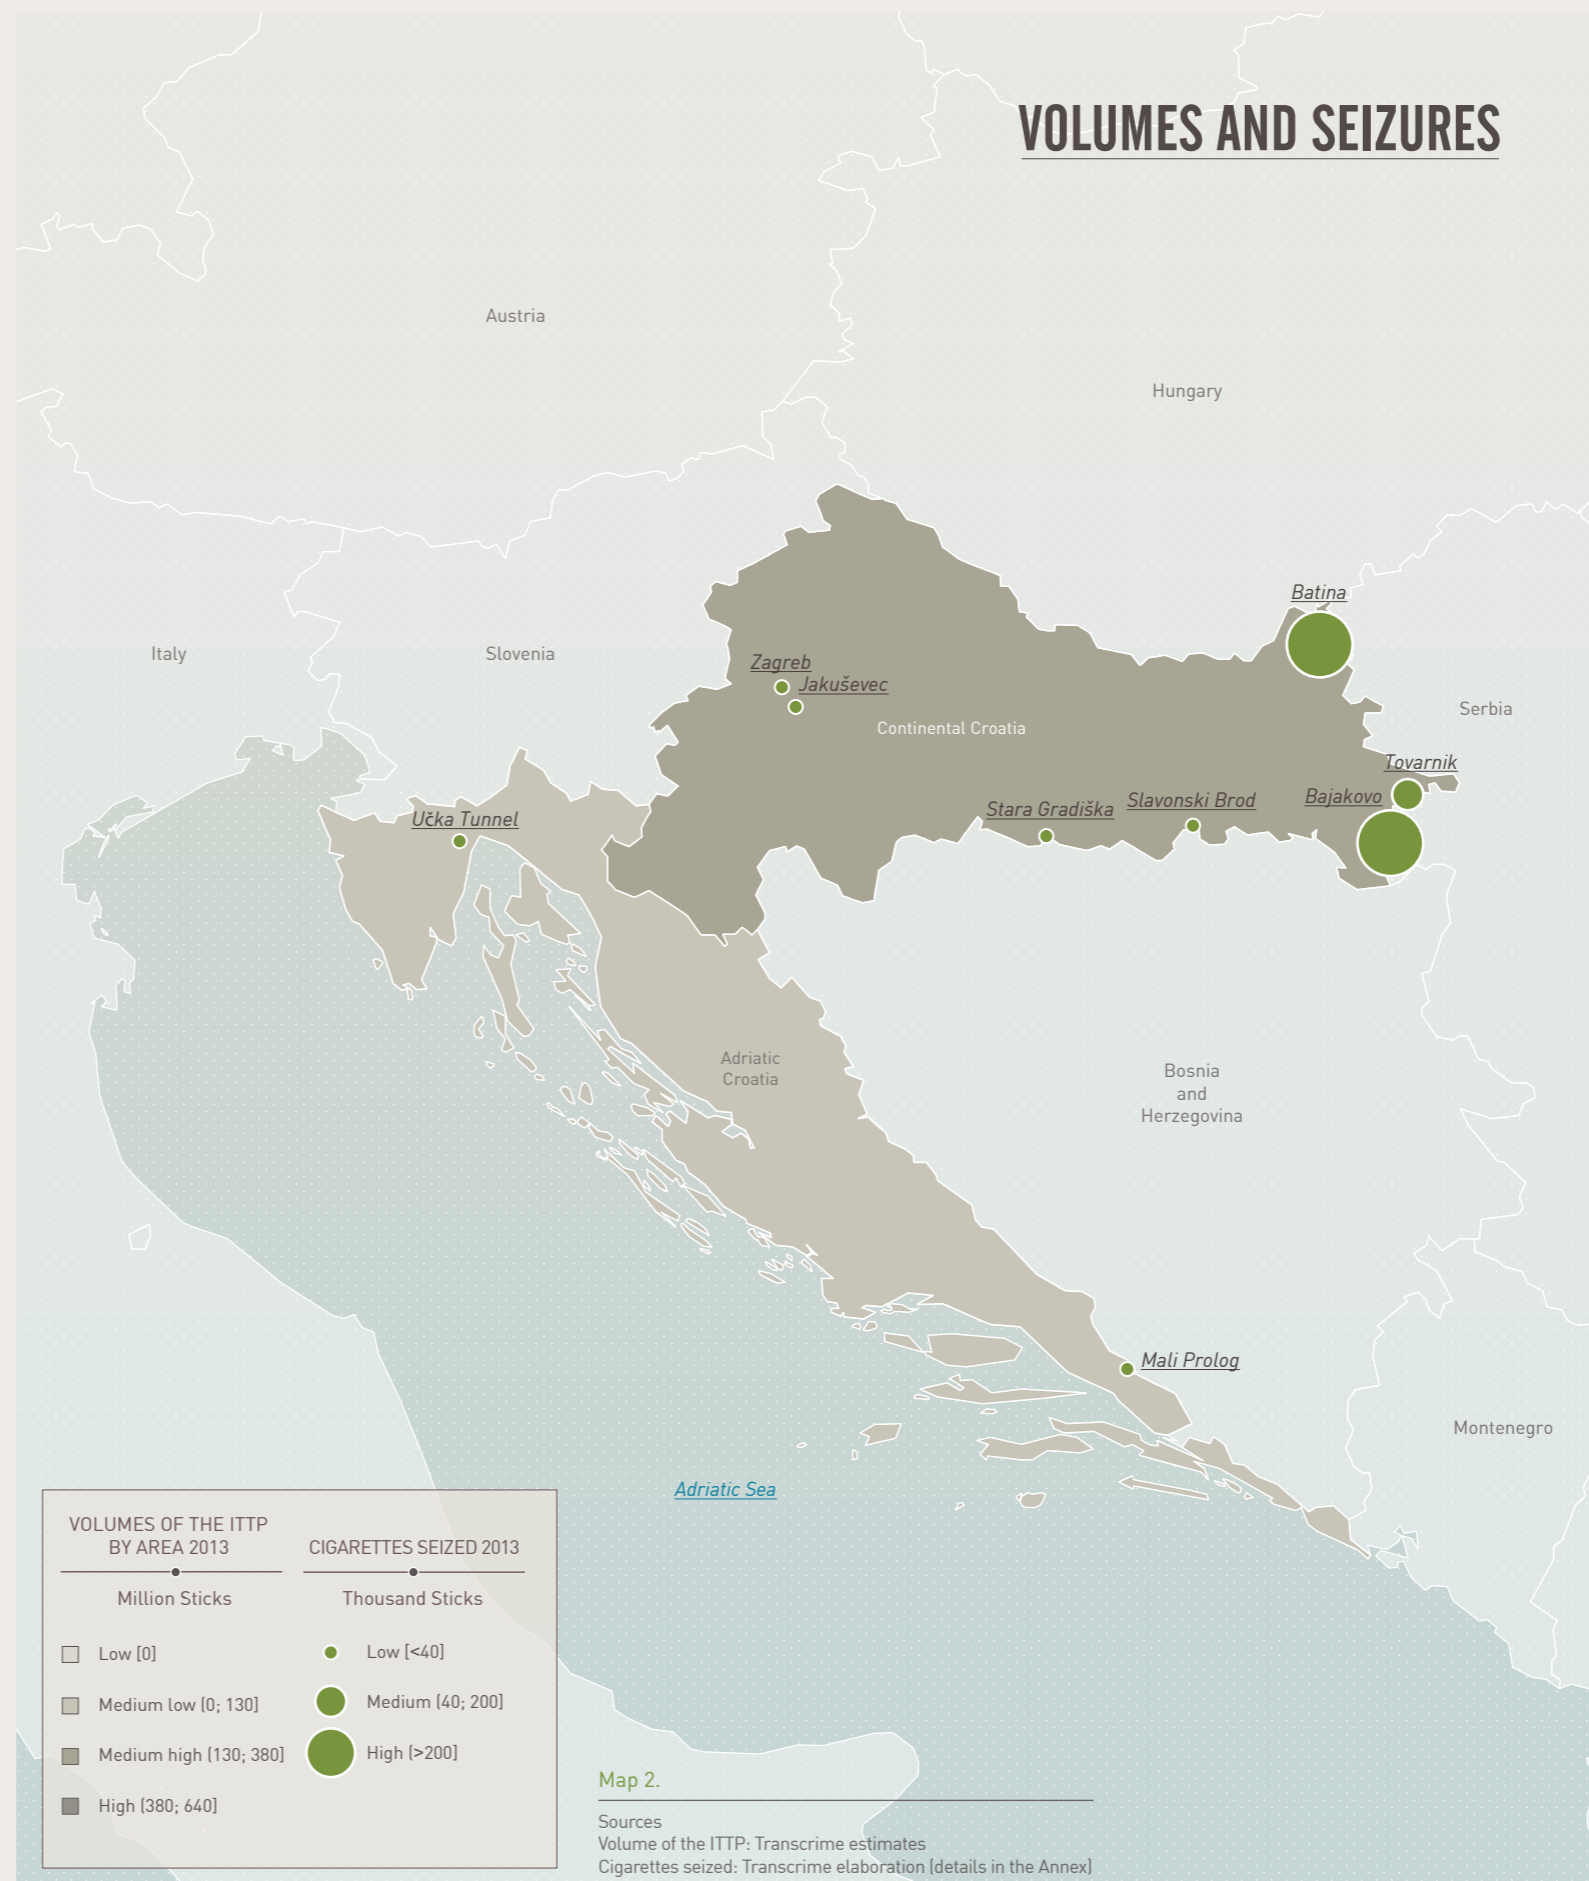 VOLUMES AND SEIZURES
Austria
Hungary
Batina
Italy
Slovenia
Zagreb
Jakuševec
Serbia
Continental Croatia
Tovarnik
Bajakovo
Slavonski Brod
Stara Gradiška
Učka Tunnel
Adriatic
Croatia
Bosnia
and
Herzegovina
Mali Prolog
Montenegro
Adriatic Sea
VOLUMES OF THE ITTP
BY AREA 2013
Million Sticks
Low [0]
Medium low (0; 130]
Medium high (130; 380]
High (380; 640]
CIGARETTES SEIZED 2013
Thousand Sticks
Low [<40]
Medium (40; 200]
High (>200]
Map 2.
Sources
Volume of the ITTP: Transcrime estimates
Cigarettes seized: Transcrime elaboration (details in the Annex)